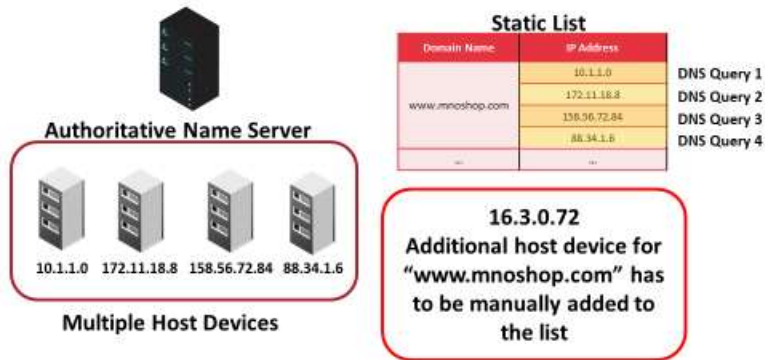 Authoritative Name Server
10.1.1.0 172.11.18.8 158.56.72.84 88.34.1.6
Multiple Host Devices
Static List
Domain Name IP Address
10.1.1.0 DNS Query 1
172.11.18.8 DNS Query 2
www.mnoshop.com
158.56.72.84 DNS Query 3
88.34.1.6 DNS Query 4
... ...
16.3.0.72
Additional host device for
“www.mnoshop.com” has
to be manually added to
the list